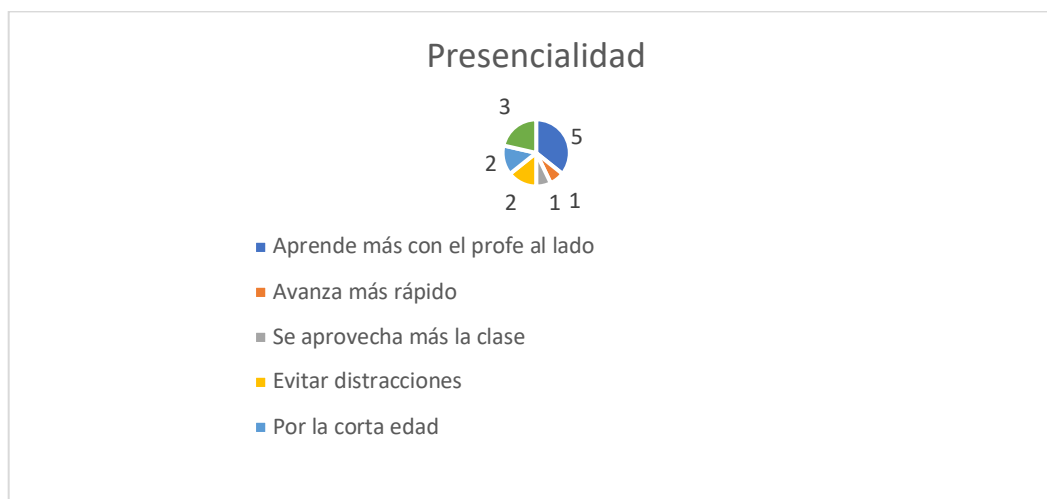 Presencialidad
3
5
2
2
1
1
Aprende más con el profe al lado
Avanza más rápido
Se aprovecha más la clase
Evitar distracciones
Por la corta edad